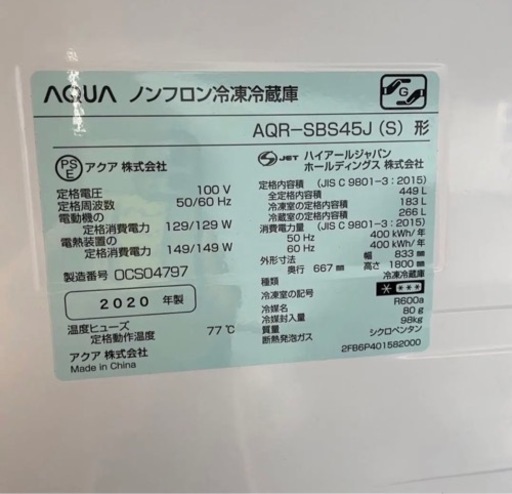 AQUA ノンフロン冷凍冷蔵庫
G
AQR-SBS45J (S) 形
PS
E
アクア 株式会社
定格電圧 100 V
定格周波数 50/60 Hz
電動機の
定格消費電力 129/129 W
電熱装置の
定格消費電力 149/149 W
製造番号 OCS04797
2020 年製
温度ヒューズ
定格動作温度 77℃
アクア 株式会社
Made in China
S JET ハイアールジャパン
ホールディングス 株式会社
定格内容積 (JIS C 9801-3 : 2015)
全定格内容積 449 L
冷凍室の定格内容積 183 L
冷蔵室の定格内容積 266 L
消費電力量 (JIS C 9801-3 : 2015)
50 Hz 400 kWh/年
60 Hz 400 kWh/年
外形寸法 幅 833 mm
奥行 667 mm 高さ 1800 mm
種類 冷凍冷蔵庫
冷凍室の記号 * ***
冷媒名 R600a
冷媒封入量 80 g
質量 98kg
断熱発泡ガス シクロペンタン
2FB6P401582000